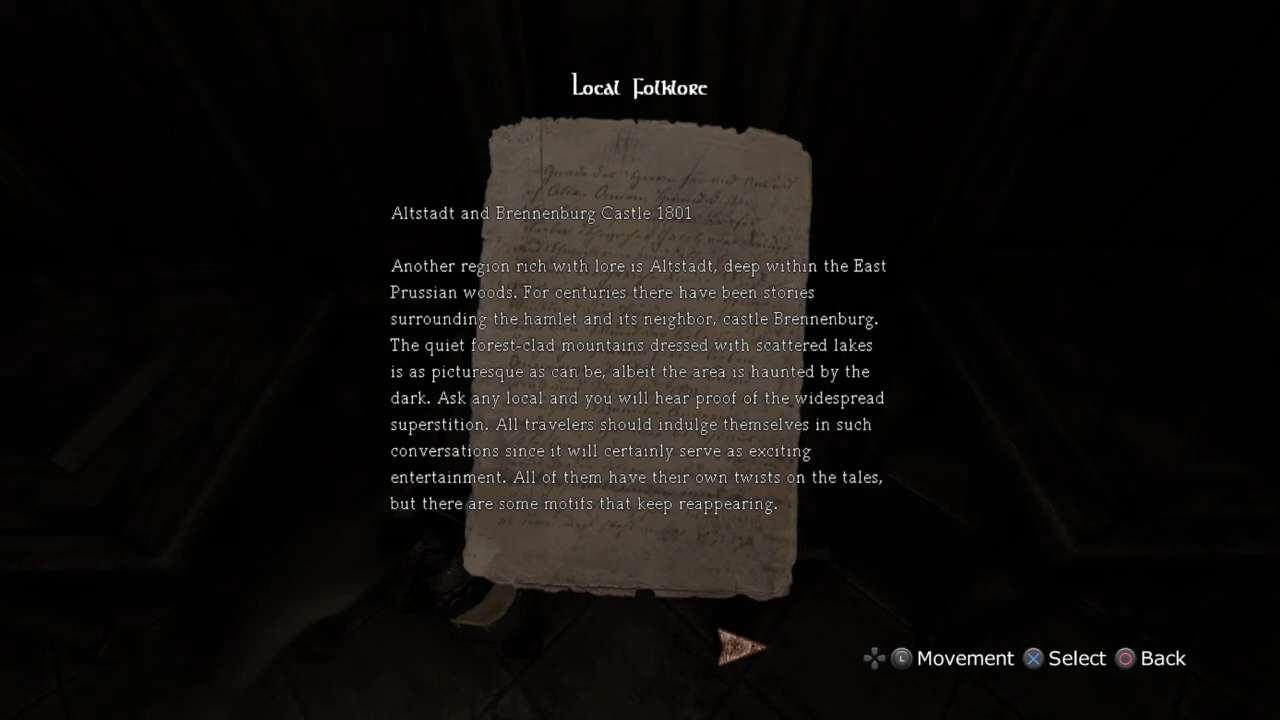 Local Folklore
Altstadt and Brennenburg Castle 1801
Another region rich with lore is Altstadt, deep within the East
Prussian woods. For centuries there have been stories
surrounding the hamlet and its neighbor, castle Brennenburg.
The quiet forest-clad mountains dressed with scattered lakes
is as picturesque as can be, albeit the area is haunted by the
dark. Ask any local and you will hear proof of the widespread
superstition. All travelers should indulge themselves in such
conversations since it will certainly serve as exciting
entertainment. All of them have their own twists on the tales,
but there are some motifs that keep reappearing.
L Movement Select Back